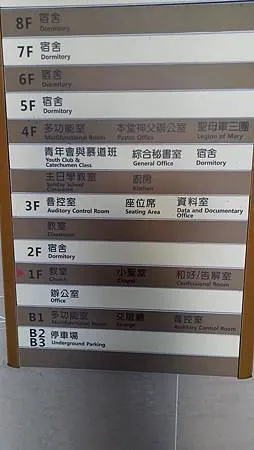 8F 宿舍
Dormitory
7F 宿舍
Dormitory
6F 宿舍
Dormitory
5F 宿舍
Dormitory
4F 多功能室 本堂神父辦公室 聖母軍三團
Multifunctional Room Pastor Office Legion of Mary
青年會與慕道班 綜合秘書室 宿舍
Youth Club & General Office Dormitory
Catechumen Class
主日學教室 廚房
Sunday School Kitchen
Classroom
3F 音控室 座位席 資料室
Auditory Control Room Seating Area Data and Documentary
Office
教室
Classroom
2F 宿舍
Dormitory
1F 教堂 小聖堂 和好/告解室
Church Chapel Confessional Room
辦公室
Office
B1 多功能室 交誼廳 音控室
Multifunctional Room Lounge Auditory Control Room
B2 停車場
B3 Underground Parking